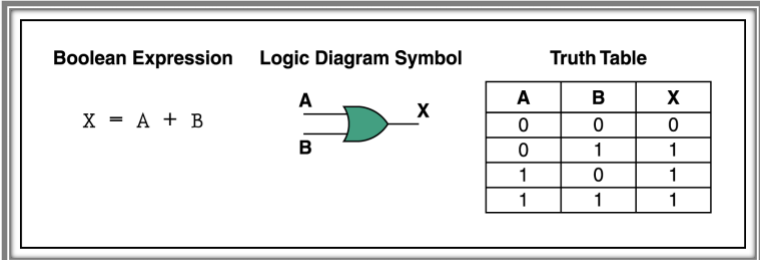 Boolean Expression Logic Diagram Symbol Truth Table
X = A + B
A
B
X
A B X
0 0 0
0 1 1
1 0 1
1 1 1